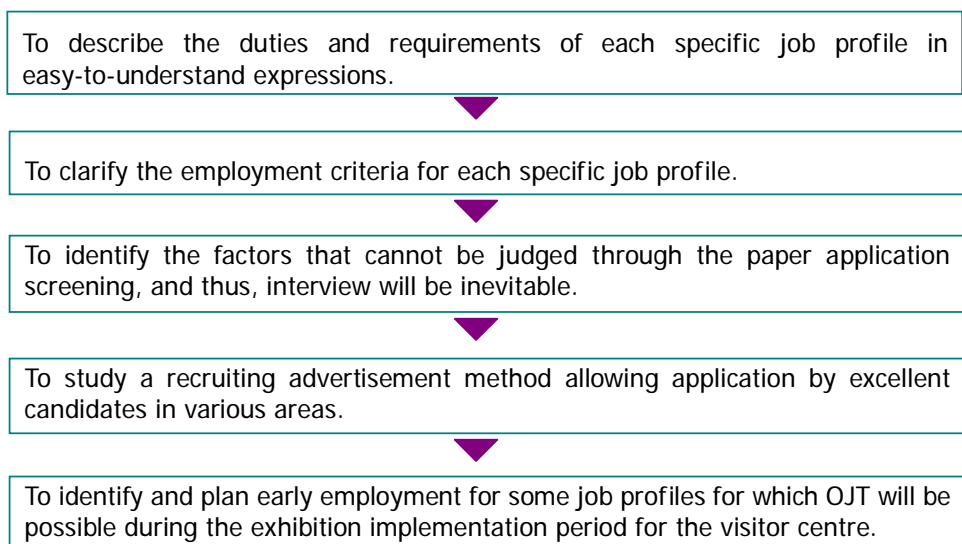 To describe the duties and requirements of each specific job profile in
easy-to-understand expressions.
To clarify the employment criteria for each specific job profile.
To identify the factors that cannot be judged through the paper application
screening, and thus, interview will be inevitable.
To study a recruiting advertisement method allowing application by excellent
candidates in various areas.
To identify and plan early employment for some job profiles for which OJT will be
possible during the exhibition implementation period for the visitor centre.